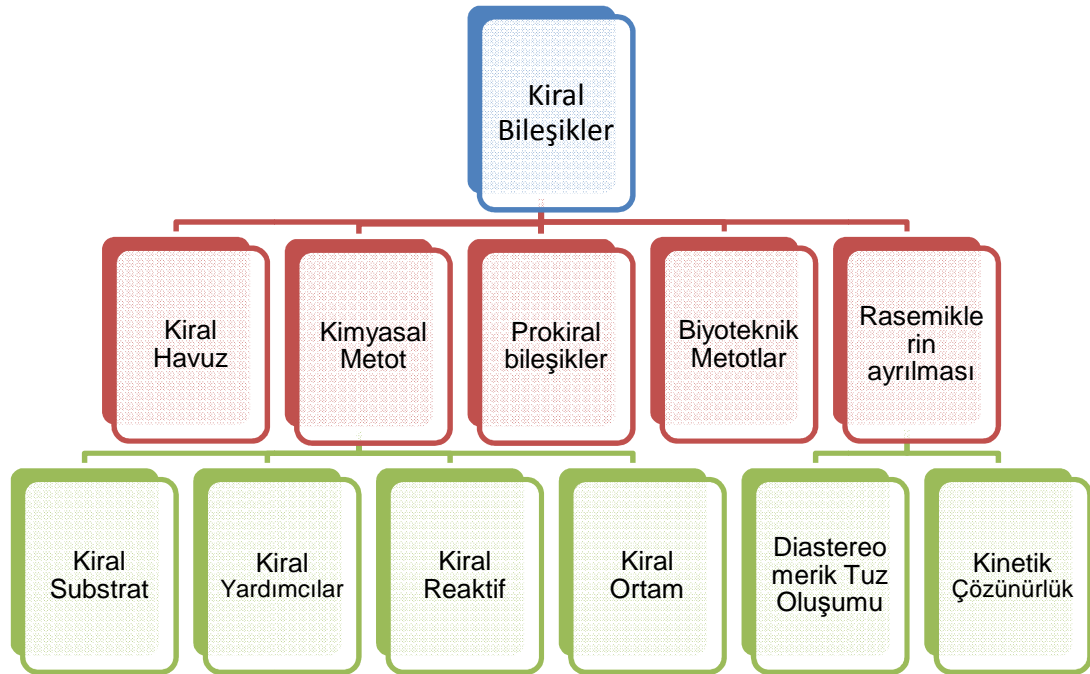 Kiral
Bileşikler
Kiral
Havuz
Kimyasal
Metot
Prokiral
bileşikler
Biyoteknik
Metotlar
Rasemikle
rin
ayrılması
Kiral
Substrat
Kiral
Yardımcılar
Kiral
Reaktif
Kiral
Ortam
Diastereo
merik Tuz
Oluşumu
Kinetik
Çözünürlük